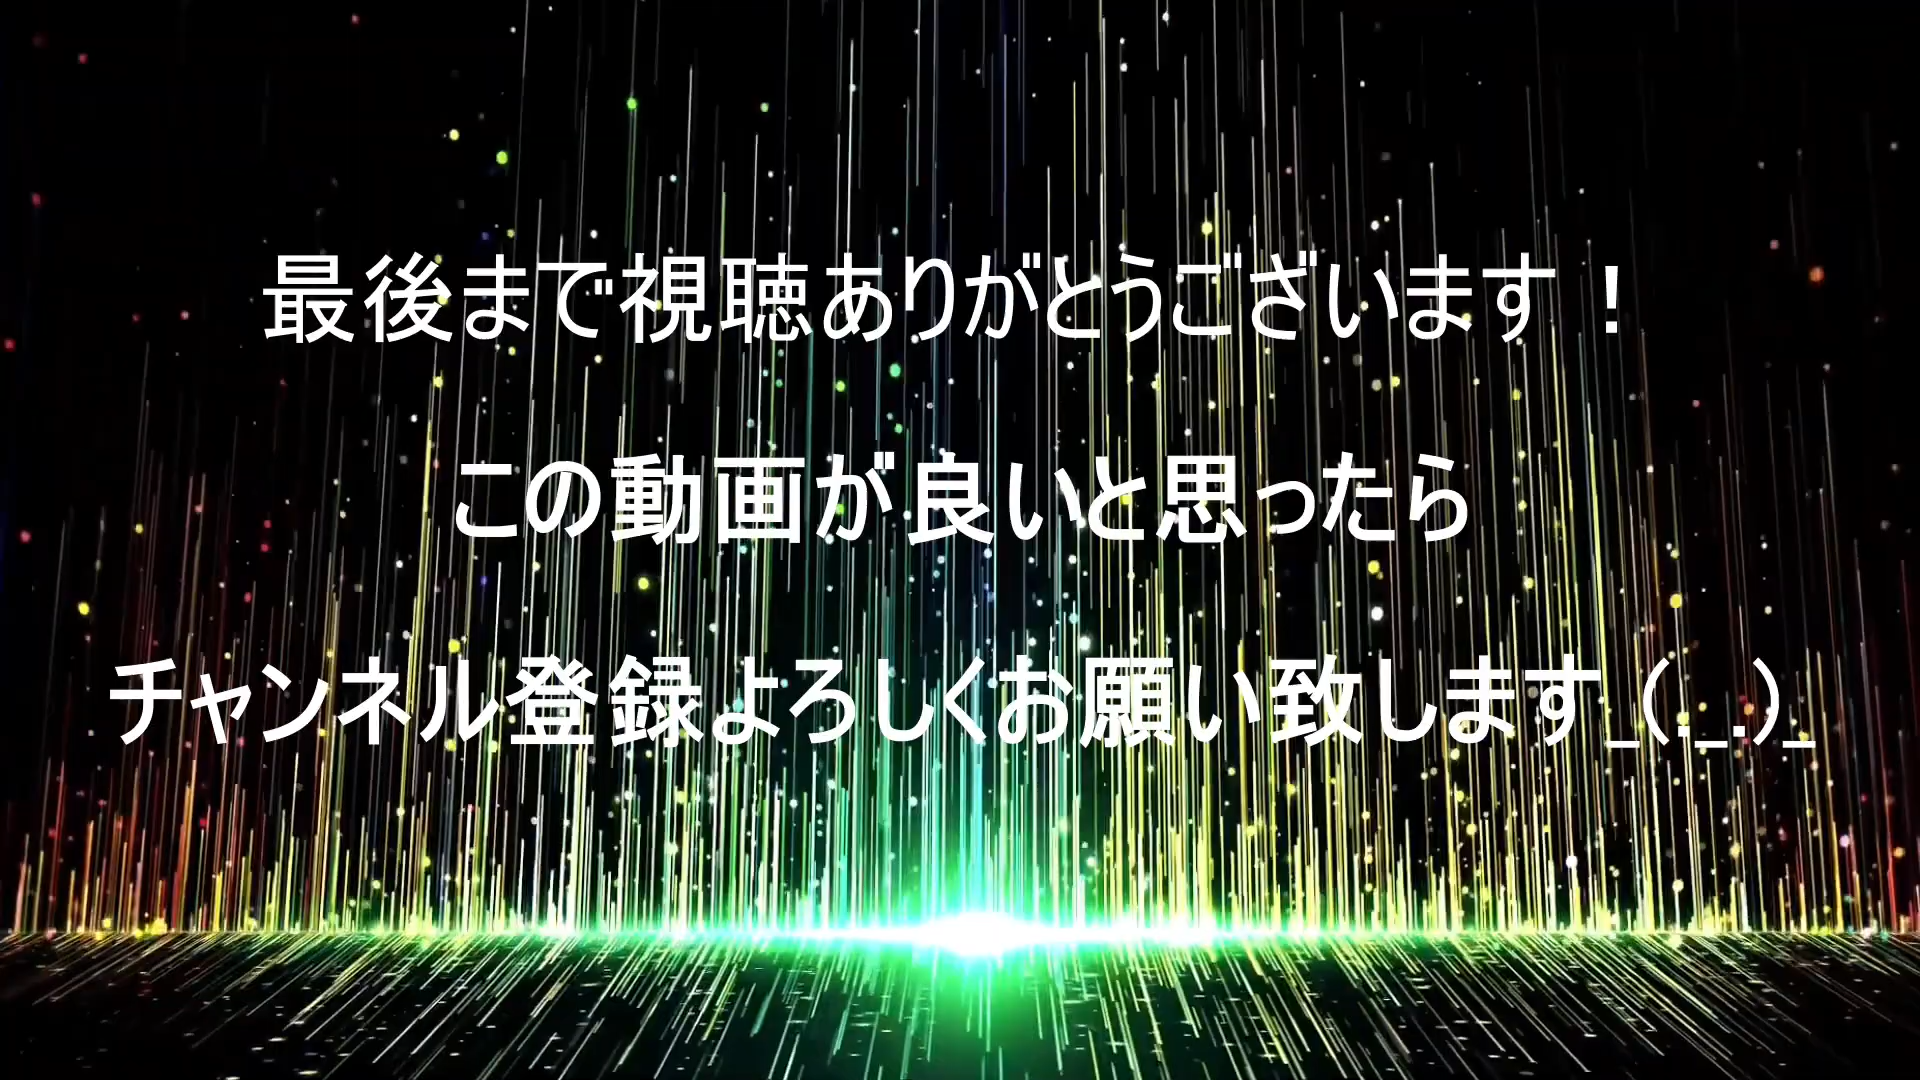 最後まで視聴ありがとうございます！
この動画が良いと思ったら
チャンネル登録よろしくお願い致します_(._.)_